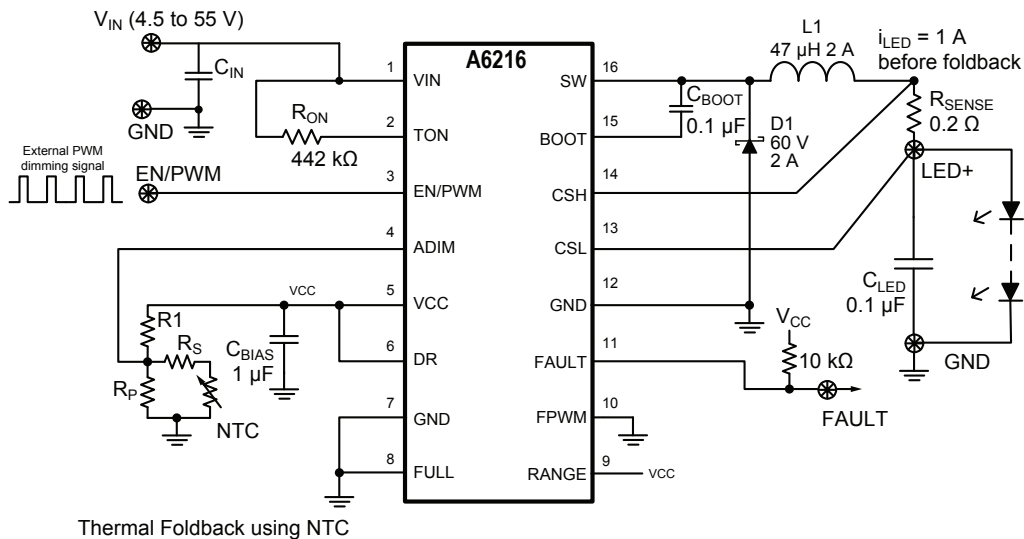 V_IN (4.5 to 55 V)
C_IN
GND
R_ON
442 kΩ
External PWM
dimming signal
EN/PWM
A6216
1 VIN
2 TON
3 EN/PWM
4 ADIM
5 VCC
6 DR
7 GND
8 FULL
16 SW
15 BOOT
14 CSH
13 CSL
12 GND
11 FAULT
10 FPWM
9 RANGE
VCC
R1
R_S
R_P
NTC
VCC
C_BIAS
1 µF
C_BOOT
0.1 µF
D1
60 V
2 A
L1
47 µH 2 A
i_LED = 1 A
before foldback
R_SENSE
0.2 Ω
LED+
C_LED
0.1 µF
GND
V_CC
10 kΩ
FAULT
Thermal Foldback using NTC